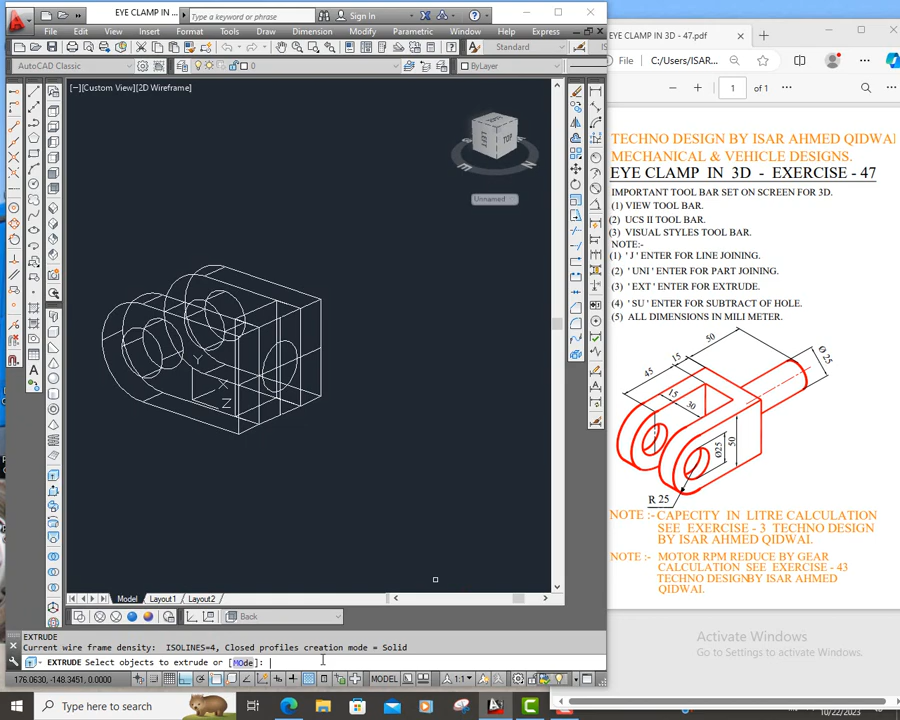 EYE CLAMP IN ...
Type a keyword or phrase
Sign In
File Edit View Insert Format Tools Draw Dimension Modify Parametric Window Help Express
Standard
AutoCAD Classic
0
ByLayer
[−][Custom View][2D Wireframe]
LEFT
TOP
Unnamed
Y
X
Z
Model Layout1 Layout2
Back
EXTRUDE
Current wire frame density: ISOLINES=4, Closed profiles creation mode = Solid
EXTRUDE Select objects to extrude or [MOde]:
176.0630, -148.3451, 0.0000
MODEL
1:1
EYE CLAMP IN 3D - 47.pdf
File
C:/Users/ISAR...
1 of 1
TECHNO DESIGN BY ISAR AHMED QIDWAI
MECHANICAL & VEHICLE DESIGNS.
EYE CLAMP IN 3D - EXERCISE - 47
IMPORTANT TOOL BAR SET ON SCREEN FOR 3D.
(1) VIEW TOOL BAR.
(2) UCS II TOOL BAR.
(3) VISUAL STYLES TOOL BAR.
NOTE:-
(1) ' J ' ENTER FOR LINE JOINING.
(2) ' UNI ' ENTER FOR PART JOINING.
(3) ' EXT ' ENTER FOR EXTRUDE.
(4) ' SU ' ENTER FOR SUBTRACT OF HOLE.
(5) ALL DIMENSIONS IN MILI METER.
50
Ø 25
15
45
15
30
Ø25
50
R 25
NOTE :- CAPECITY IN LITRE CALCULATION
SEE EXERCISE - 3 TECHNO DESIGN
BY ISAR AHMED QIDWAI.
NOTE :- MOTOR RPM REDUCE BY GEAR
CALCULATION SEE EXERCISE - 43
TECHNO DESIGN BY ISAR AHMED
QIDWAI.
Activate Windows
Go to Settings to activate Windows.
Type here to search
10/22/2023